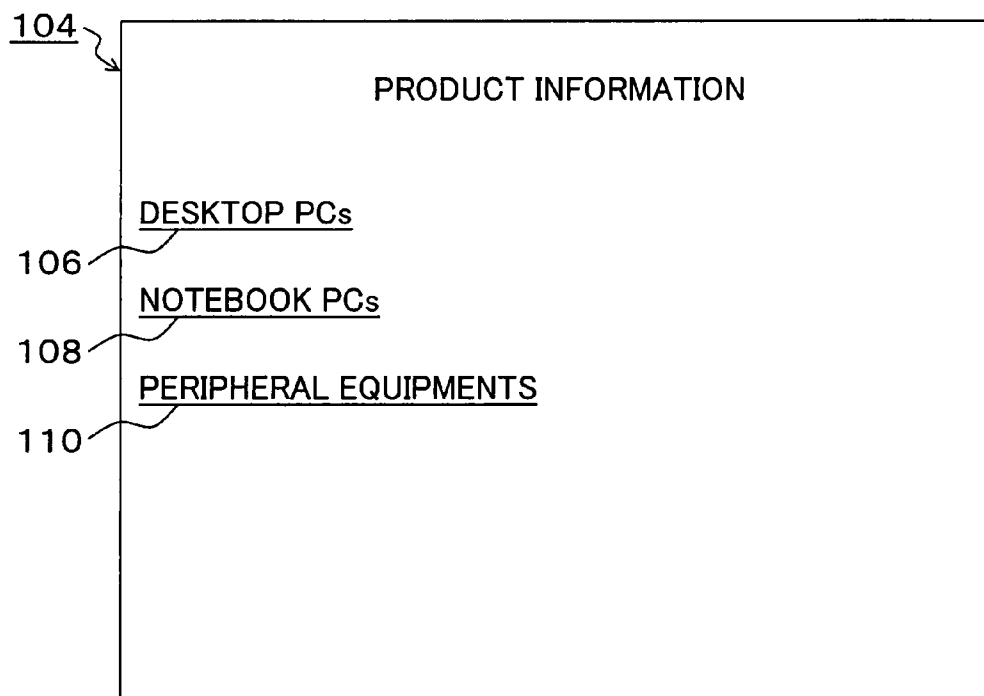 104
PRODUCT INFORMATION
DESKTOP PCs
106
NOTEBOOK PCs
108
PERIPHERAL EQUIPMENTS
110